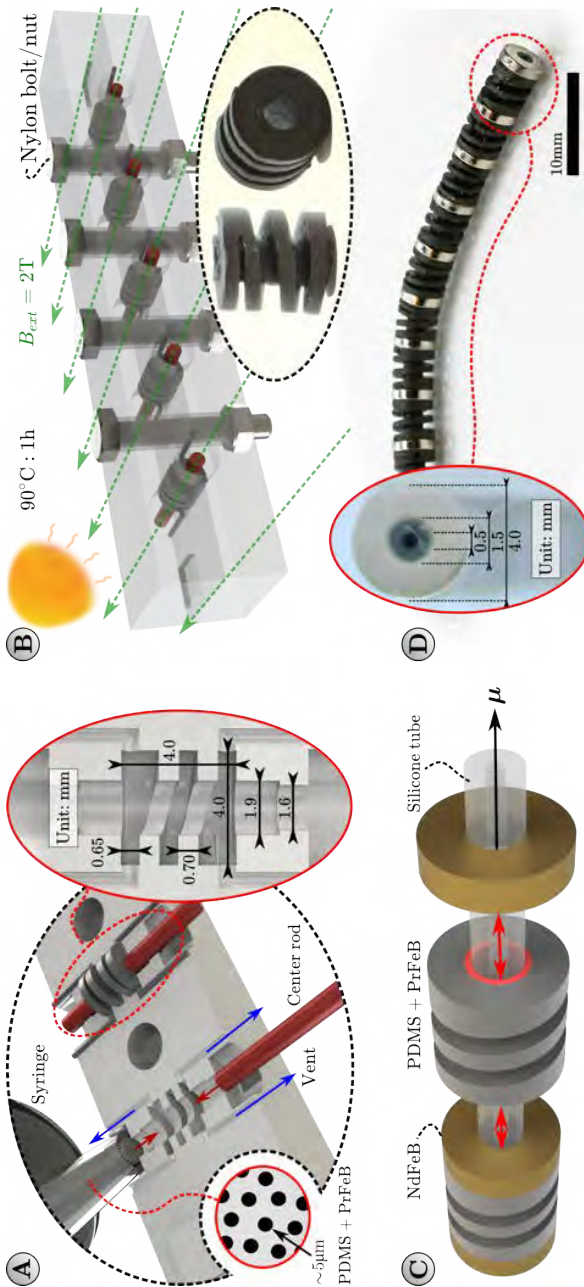 A
Syringe
Vent
Center rod
~5μm
PDMS + PrFeB
Unit: mm
0.65
0.70
4.0
4.0
1.9
1.6
B
90°C : 1h
B_ext = 2T
Nylon bolt/nut
C
NdFeB
PDMS + PrFeB
Silicone tube
μ
D
0.5
1.5
4.0
Unit: mm
10mm